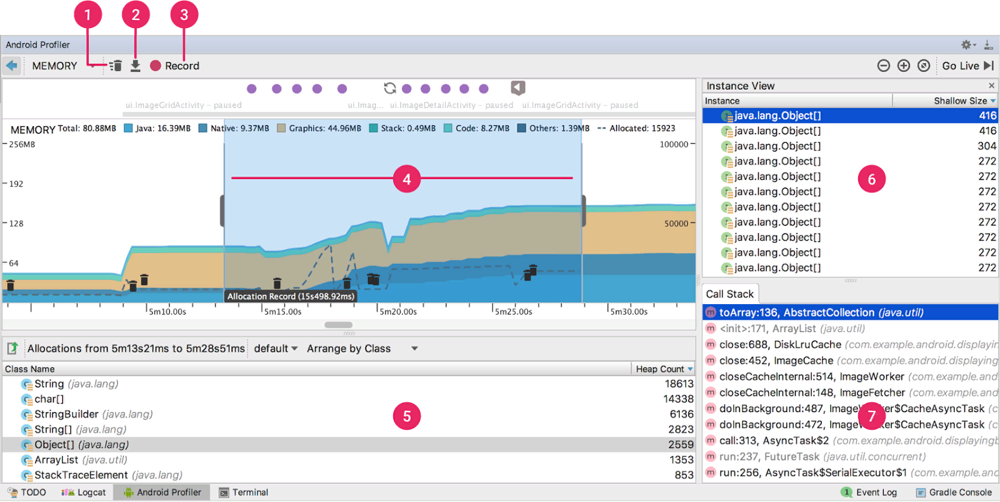 1 2 3
Android Profiler
MEMORY Record Go Live
ui.ImageGridActivity – paused ui.Imag... ui.ImageDetailActivity – paused ui.ImageGridActivity – paused
MEMORY Total: 80.88MB Java: 16.39MB Native: 9.37MB Graphics: 44.96MB Stack: 0.49MB Code: 8.27MB Others: 1.39MB Allocated: 15923
256MB 100000
4
192
128 50000
64
Allocation Record (15s498.92ms)
5m10.00s 5m15.00s 5m20.00s 5m25.00s 5m30.00s
Allocations from 5m13s21ms to 5m28s51ms default Arrange by Class
Class Name Heap Count
String (java.lang) 18613
char[] 14338
StringBuilder (java.lang) 6136
5
String[] (java.lang) 2823
Object[] (java.lang) 2559
ArrayList (java.util) 1353
StackTraceElement (java.lang) 853
Instance View
Instance Shallow Size
java.lang.Object[] 416
java.lang.Object[] 416
java.lang.Object[] 304
java.lang.Object[] 272
java.lang.Object[] 272
6
java.lang.Object[] 272
java.lang.Object[] 272
java.lang.Object[] 272
java.lang.Object[] 272
java.lang.Object[] 272
java.lang.Object[] 272
Call Stack
m toArray:136, AbstractCollection (java.util)
m <init>:171, ArrayList (java.util)
m close:688, DiskLruCache (com.example.android.displayin
m close:452, ImageCache (com.example.android.displaying
m closeCacheInternal:514, ImageWorker (com.example.and
m closeCacheInternal:148, ImageFetcher (com.example.and
m doInBackground:487, ImageW ker$CacheAsyncTask (c
7
m doInBackground:472, ImageW ker$CacheAsyncTask (c
m call:313, AsyncTask$2 (com.example.android.displayingb
m run:237, FutureTask (java.util.concurrent)
m run:256, AsyncTask$SerialExecutor$1 (com.example.and
TODO Logcat Android Profiler Terminal 1 Event Log Gradle Console